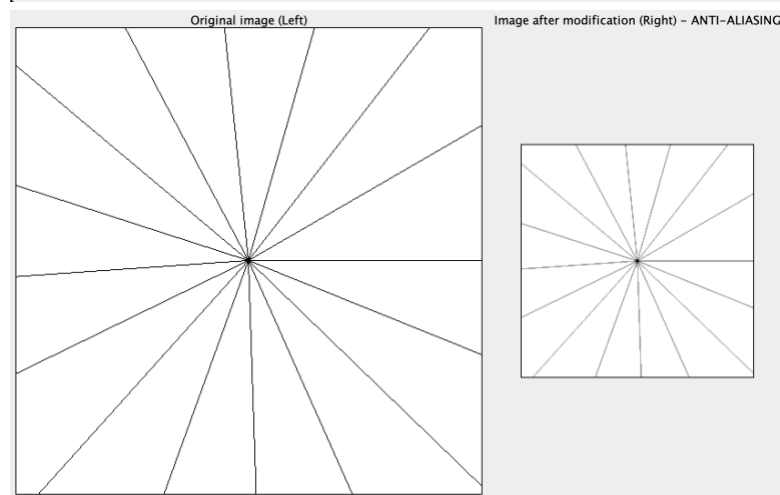 Original image (Left)
Image after modification (Right) – ANTI–ALIASING